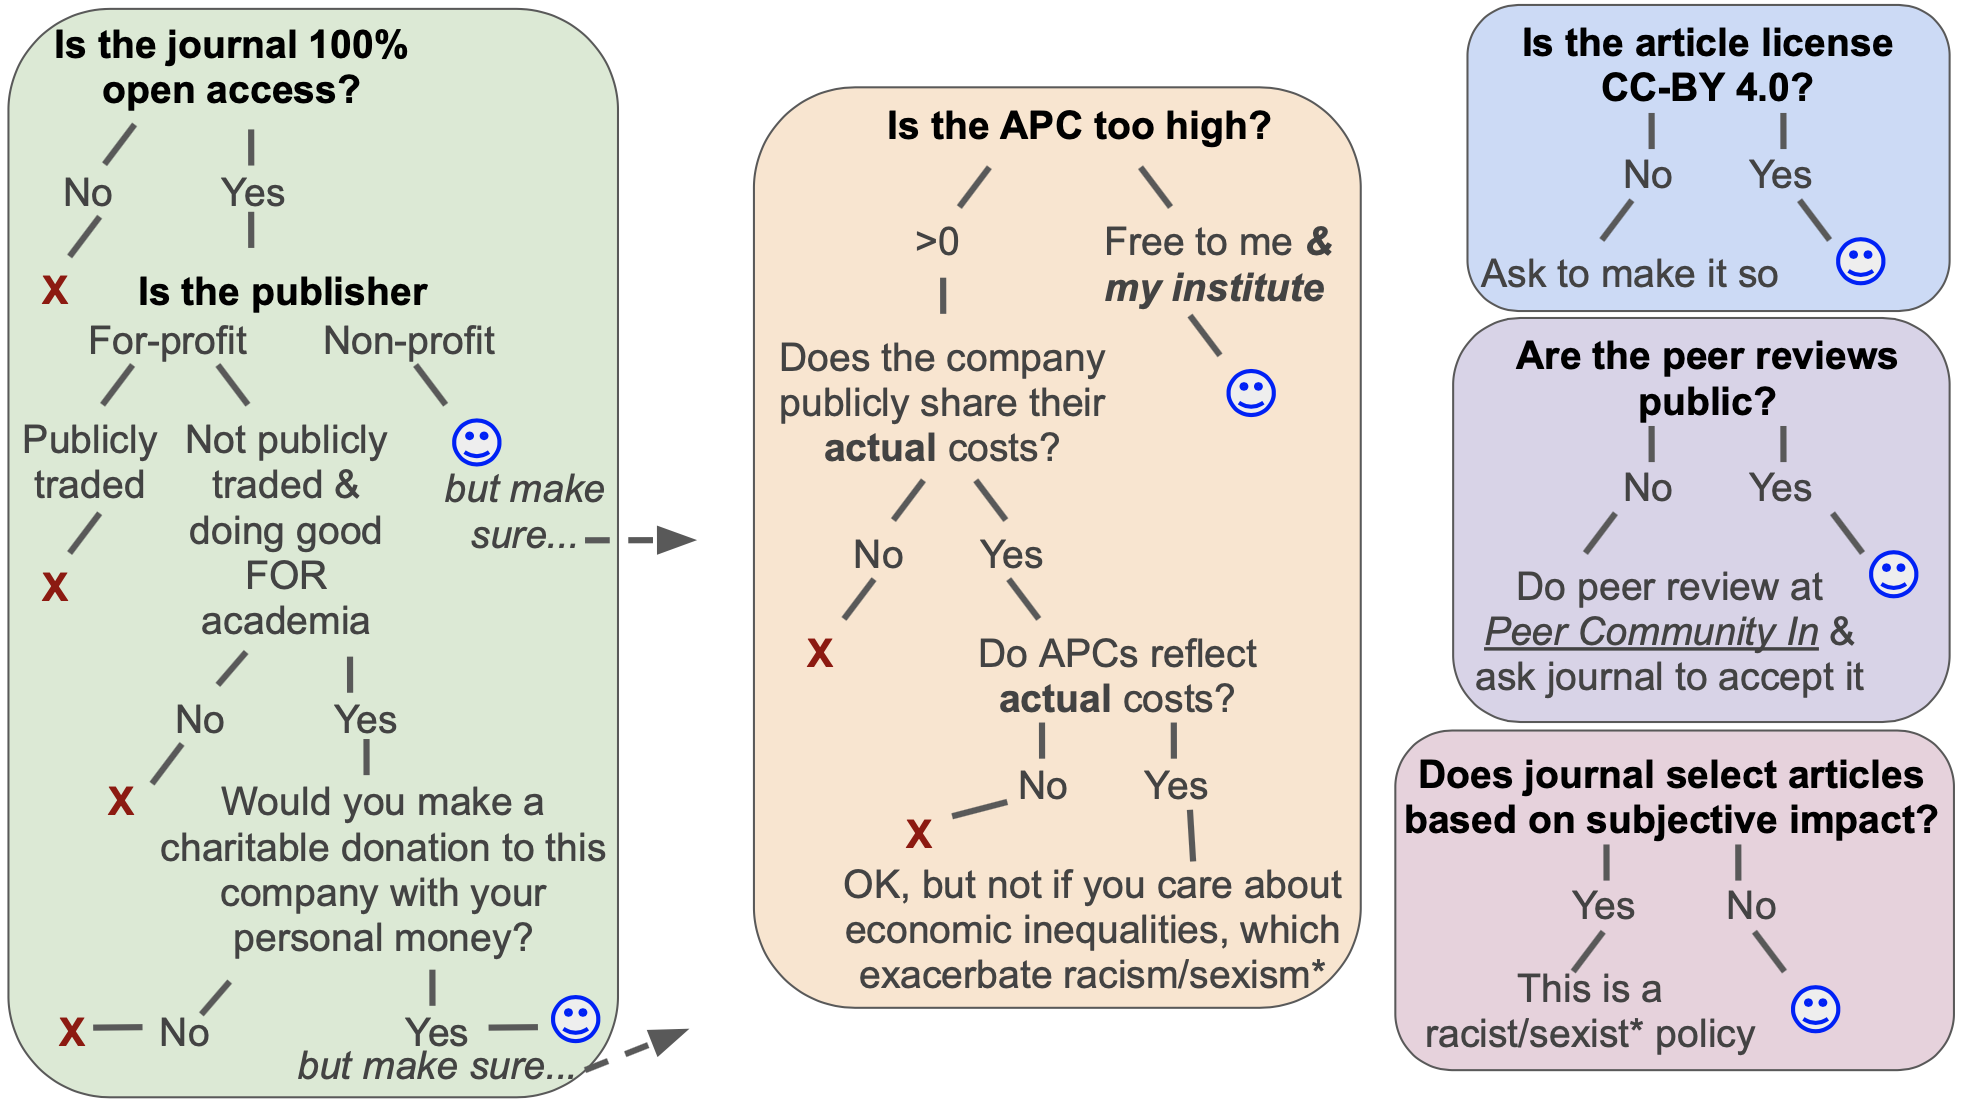 Is the journal 100%
open access?
No
Yes
X
Is the publisher
For-profit
Non-profit
Publicly
traded
X
Not publicly
traded &
doing good
FOR
academia
but make
sure...
No
Yes
X
Would you make a
charitable donation to this
company with your
personal money?
X
No
Yes
but make sure...
Is the APC too high?
>0
Free to me &
my institute
Does the company
publicly share their
actual costs?
No
Yes
X
Do APCs reflect
actual costs?
No
Yes
X
OK, but not if you care about
economic inequalities, which
exacerbate racism/sexism*
Is the article license
CC-BY 4.0?
No
Yes
Ask to make it so
Are the peer reviews
public?
No
Yes
Do peer review at
Peer Community In &
ask journal to accept it
Does journal select articles
based on subjective impact?
Yes
No
This is a
racist/sexist* policy